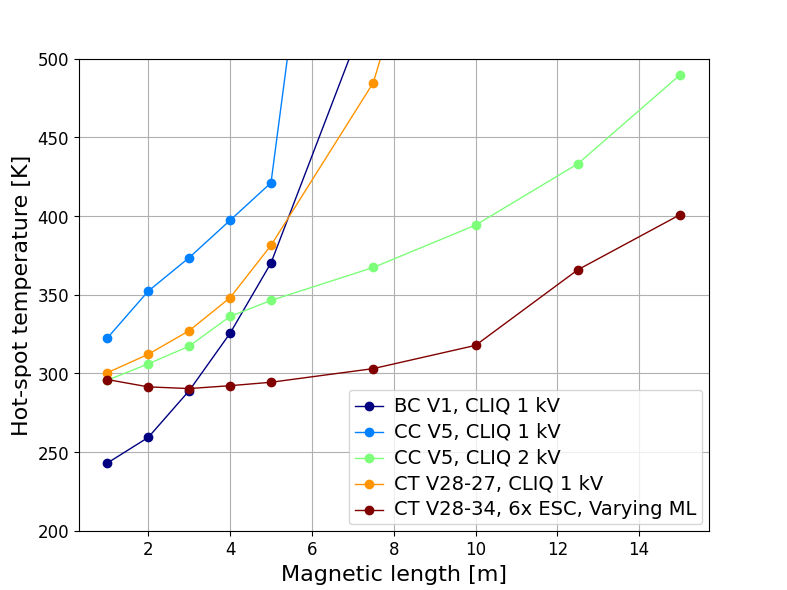 500
450
400
350
300
250
200
Hot-spot temperature [K]
BC V1, CLIQ 1 kV
CC V5, CLIQ 1 kV
CC V5, CLIQ 2 kV
CT V28-27, CLIQ 1 kV
CT V28-34, 6x ESC, Varying ML
2 4 6 8 10 12 14
Magnetic length [m]